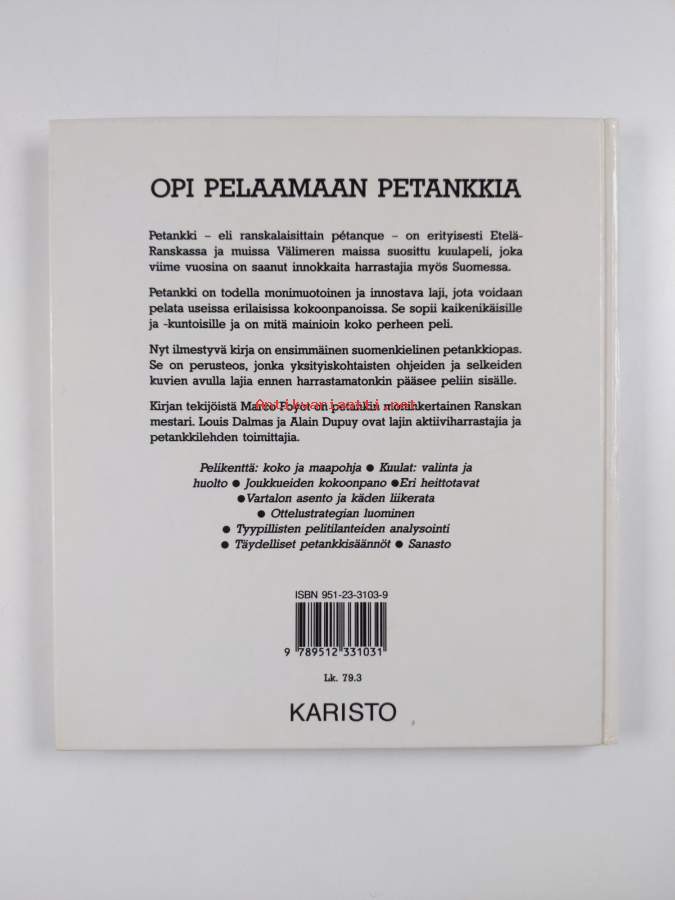 OPI PELAAMAAN PETANKKIA
Petankki – eli ranskalaisittain pétanque – on erityisesti Etelä-
Ranskassa ja muissa Välimeren maissa suosittu kuulapeli, joka
viime vuosina on saanut innokkaita harrastajia myös Suomessa.
Petankki on todella monimuotoinen ja innostava laji, jota voidaan
pelata useissa erilaisissa kokoonpanoissa. Se sopii kaikenikäisille
ja -kuntoisille ja on mitä mainioin koko perheen peli.
Nyt ilmestyvä kirja on ensimmäinen suomenkielinen petankkiopas.
Se on perusteos, jonka yksityiskohtaisten ohjeiden ja selkeiden
kuvien avulla lajia ennen harrastamatonkin pääsee peliin sisälle.
Antikvariaatti.net
Kirjan tekijöistä Marco Foyot on petankin moninkertainen Ranskan
mestari. Louis Dalmas ja Alain Dupuy ovat lajin aktiiviharrastajia ja
petankkilehden toimittajia.
Pelikenttä: koko ja maapohja ● Kuulat: valinta ja
huolto ● Joukkueiden kokoonpano ●Eri heittotavat
●Vartalon asento ja käden liikerata
● Ottelustrategian luominen
● Tyypillisten pelitilanteiden analysointi
● Täydelliset petankkisäännöt ● Sanasto
ISBN 951-23-3103-9
9 789512 331031
Lk. 79.3
KARISTO